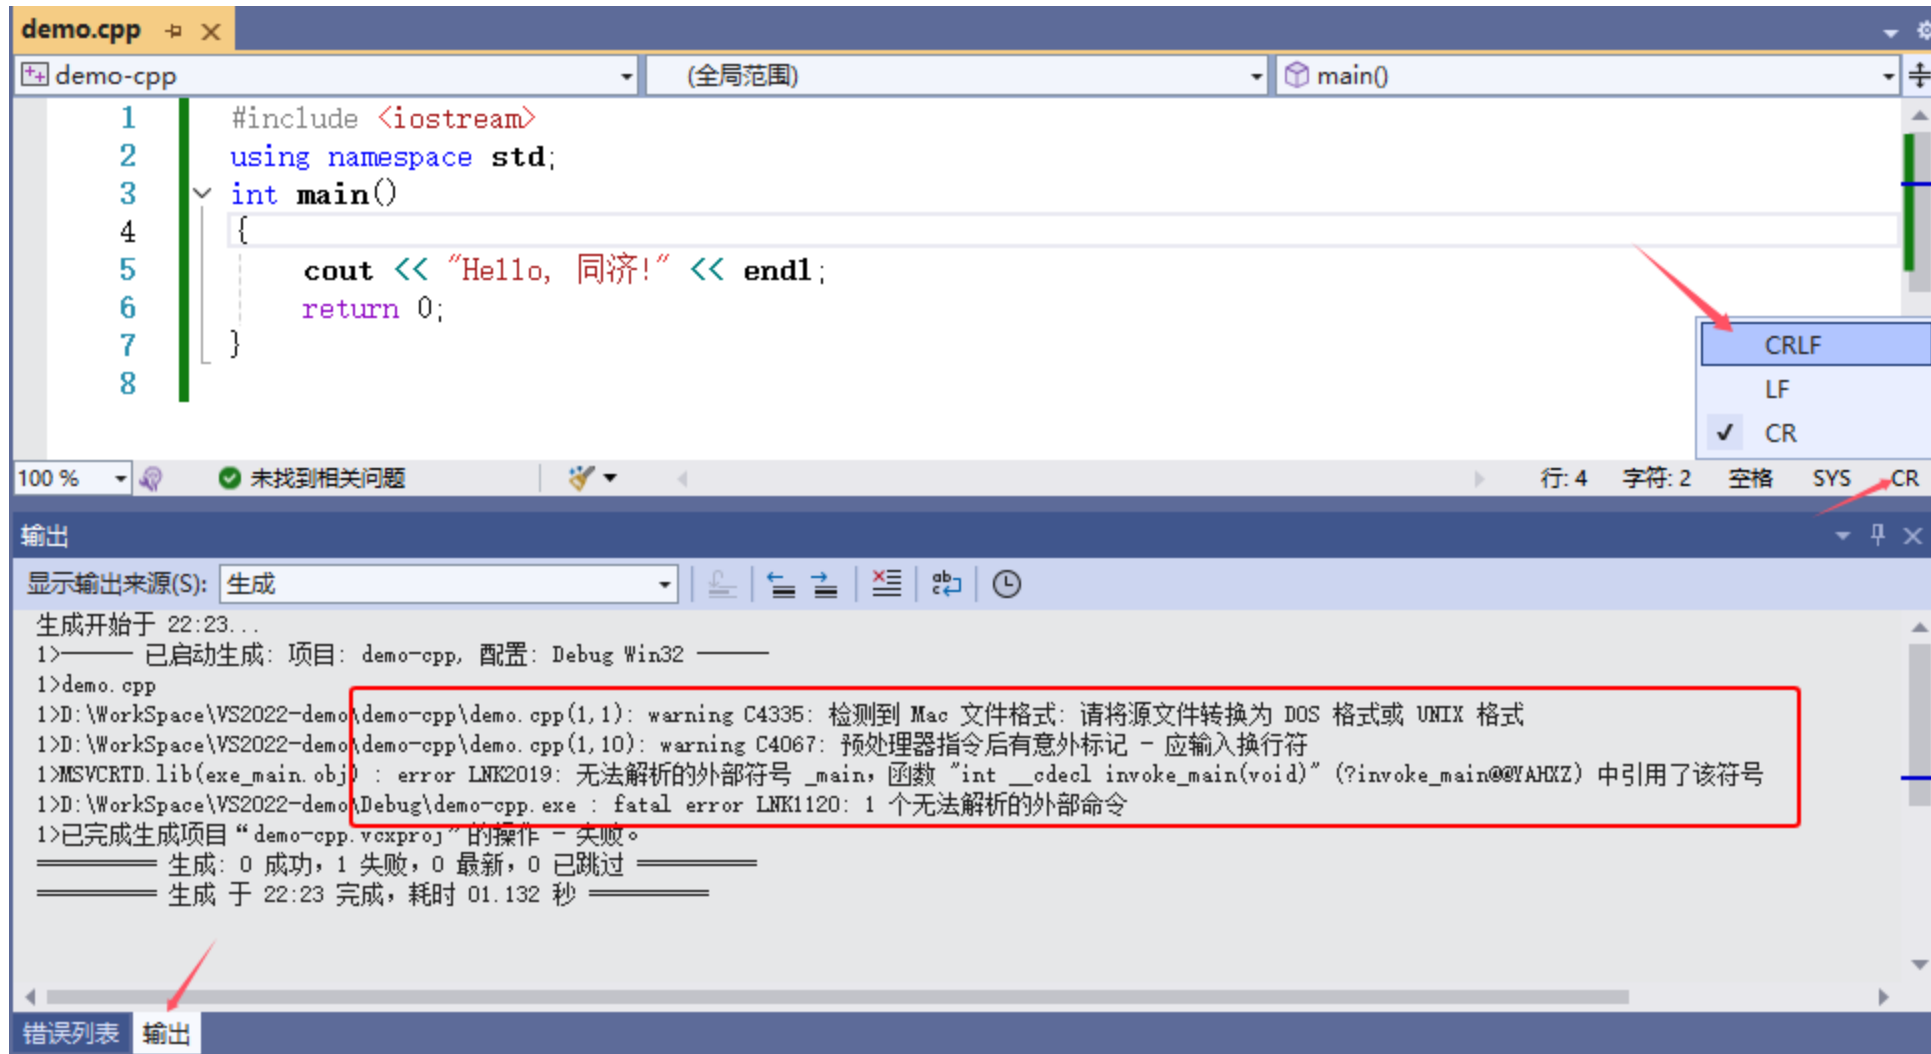 demo.cpp
demo-cpp
(全局范围)
main()
1 #include <iostream>
2 using namespace std;
3 int main()
4 {
5 cout << "Hello, 同济!" << endl;
6 return 0;
7 }
8
CRLF
LF
CR
100 %
未找到相关问题
行: 4
字符: 2
空格
SYS
CR
输出
显示输出来源(S): 生成
生成开始于 22:23...
1>------ 已启动生成: 项目: demo-cpp, 配置: Debug Win32 ------
1>demo.cpp
1>D:\WorkSpace\VS2022-demo\demo-cpp\demo.cpp(1,1): warning C4335: 检测到 Mac 文件格式: 请将源文件转换为 DOS 格式或 UNIX 格式
1>D:\WorkSpace\VS2022-demo\demo-cpp\demo.cpp(1,10): warning C4067: 预处理器指令后有意外标记 - 应输入换行符
1>MSVCRTD.lib(exe_main.obj) : error LNK2019: 无法解析的外部符号 _main，函数 "int __cdecl invoke_main(void)" (?invoke_main@@YAHXZ) 中引用了该符号
1>D:\WorkSpace\VS2022-demo\Debug\demo-cpp.exe : fatal error LNK1120: 1 个无法解析的外部命令
1>已完成生成项目“demo-cpp.vcxproj”的操作 - 失败。
========== 生成: 0 成功，1 失败，0 最新，0 已跳过 ==========
========== 生成 于 22:23 完成，耗时 01.132 秒 ==========
错误列表
输出